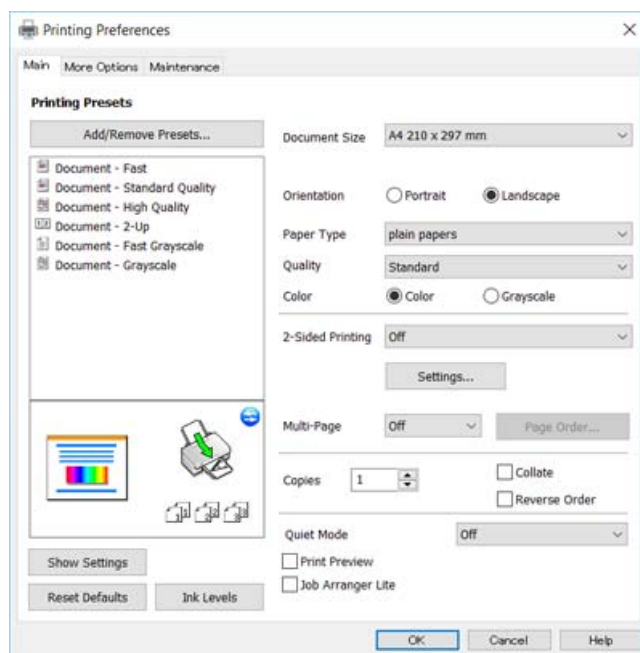 Printing Preferences
Main More Options Maintenance
Printing Presets
Add/Remove Presets...
Document - Fast
Document - Standard Quality
Document - High Quality
Document - 2-Up
Document - Fast Grayscale
Document - Grayscale
Show Settings
Reset Defaults Ink Levels
Document Size A4 210 x 297 mm
Orientation Portrait Landscape
Paper Type plain papers
Quality Standard
Color Color Grayscale
2-Sided Printing Off
Settings...
Multi-Page Off Page Order...
Copies 1 Collate
Reverse Order
Quiet Mode Off
Print Preview
Job Arranger Lite
OK Cancel Help